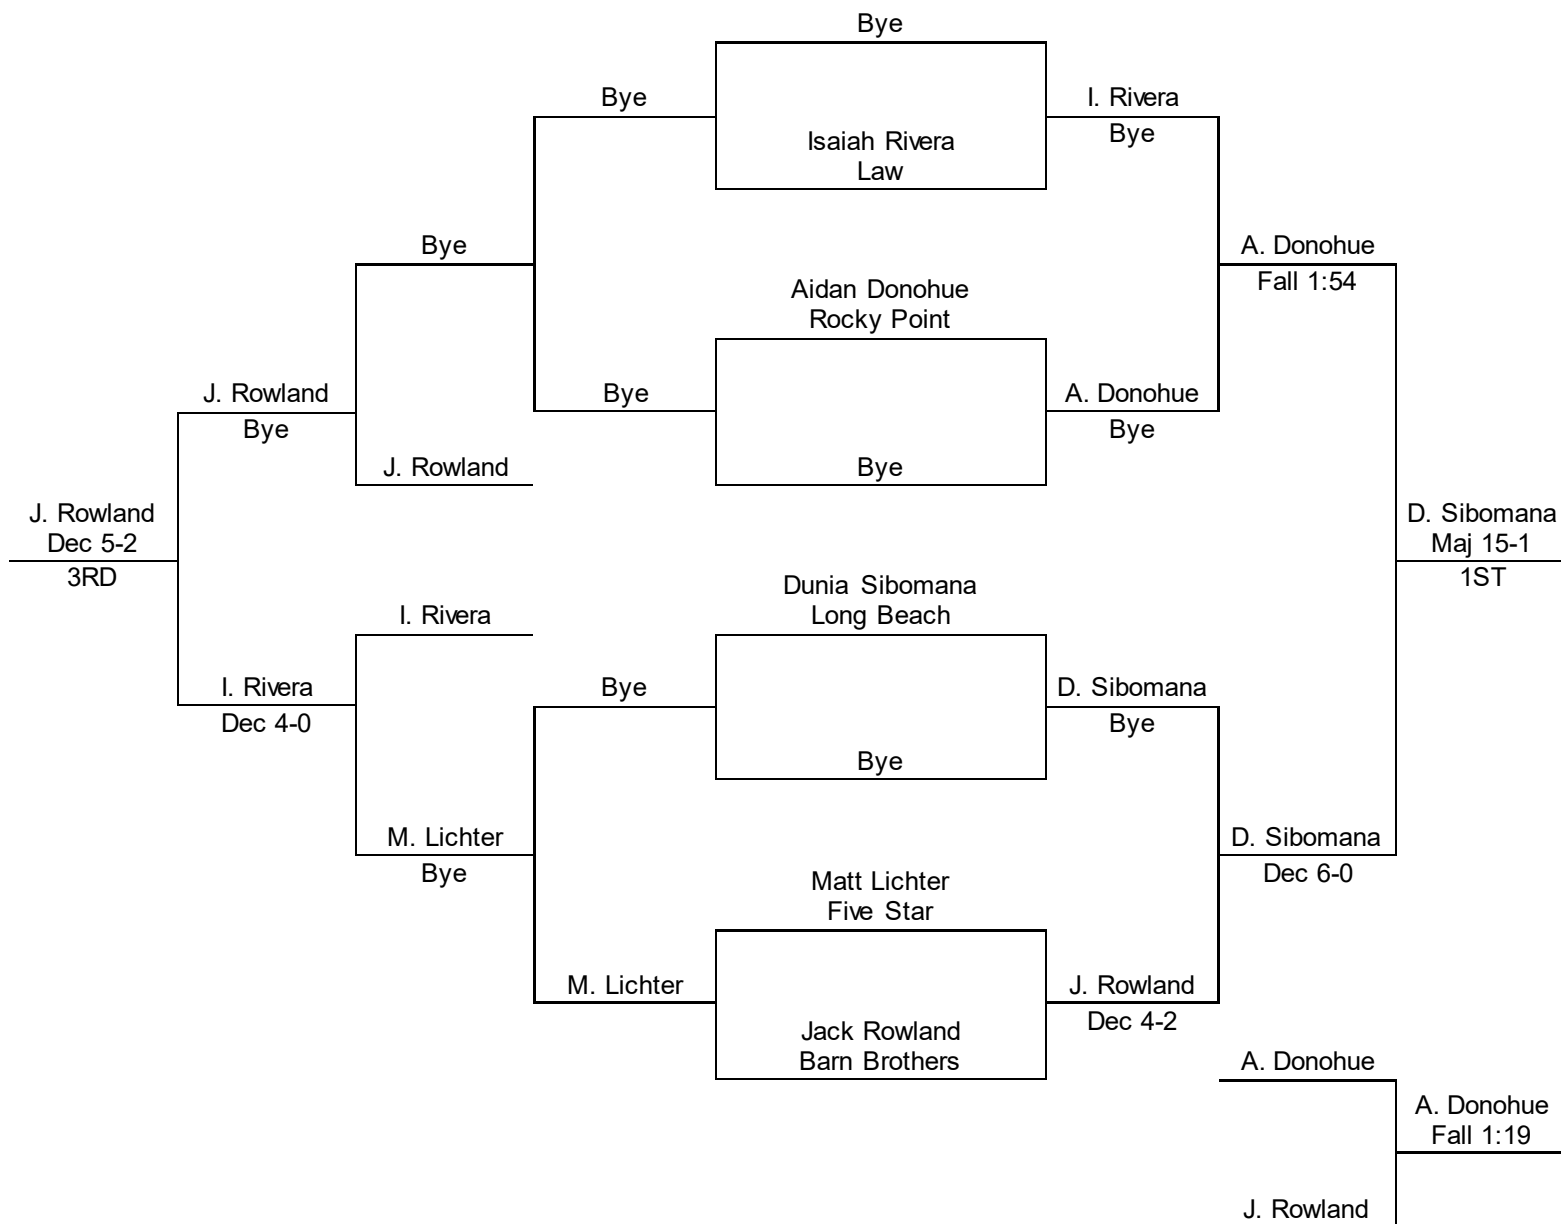 Bye
Bye
I. Rivera
Isaiah Rivera
Law
Bye
Bye
A. Donohue
Fall 1:54
Aidan Donohue
Rocky Point
J. Rowland
Bye
Bye
A. Donohue
Bye
J. Rowland
Bye
J. Rowland
Dec 5-2
3RD
D. Sibomana
Maj 15-1
1ST
Dunia Sibomana
Long Beach
I. Rivera
I. Rivera
Dec 4-0
Bye
D. Sibomana
Bye
Bye
M. Lichter
Bye
D. Sibomana
Dec 6-0
Matt Lichter
Five Star
M. Lichter
J. Rowland
Dec 4-2
Jack Rowland
Barn Brothers
A. Donohue
A. Donohue
Fall 1:19
J. Rowland